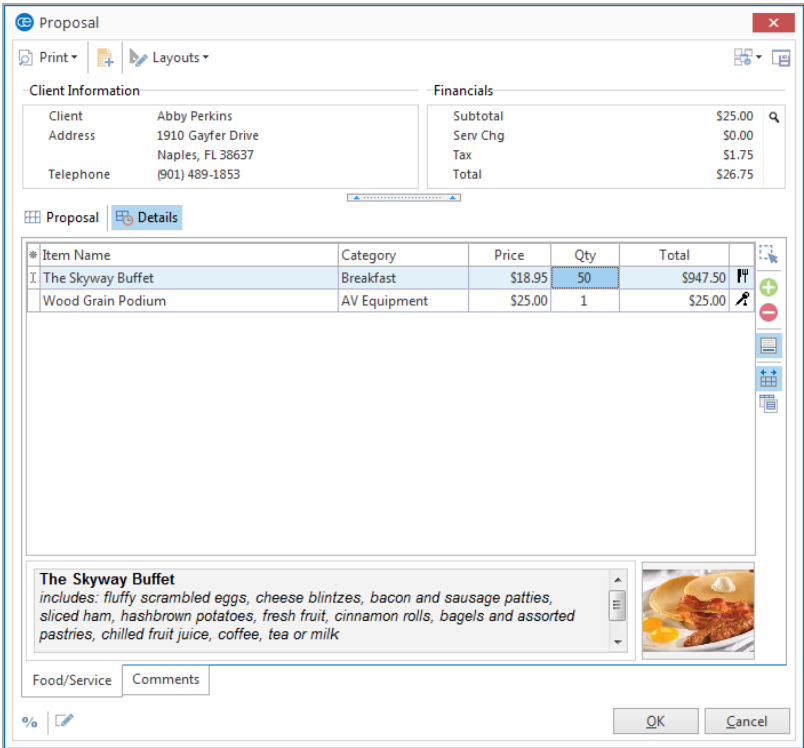 Proposal
Print
Layouts
Client Information
Financials
Client Abby Perkins
Subtotal $25.00
Address 1910 Gayfer Drive
Serv Chg $0.00
Naples, FL 38637
Tax $1.75
Telephone (901) 489-1853
Total $26.75
Proposal Details
Item Name Category Price Qty Total
The Skyway Buffet Breakfast $18.95 50 $947.50
Wood Grain Podium AV Equipment $25.00 1 $25.00
The Skyway Buffet
includes: fluffy scrambled eggs, cheese blintzes, bacon and sausage patties,
sliced ham, hashbrown potatoes, fresh fruit, cinnamon rolls, bagels and assorted
pastries, chilled fruit juice, coffee, tea or milk
Food/Service Comments
% OK Cancel